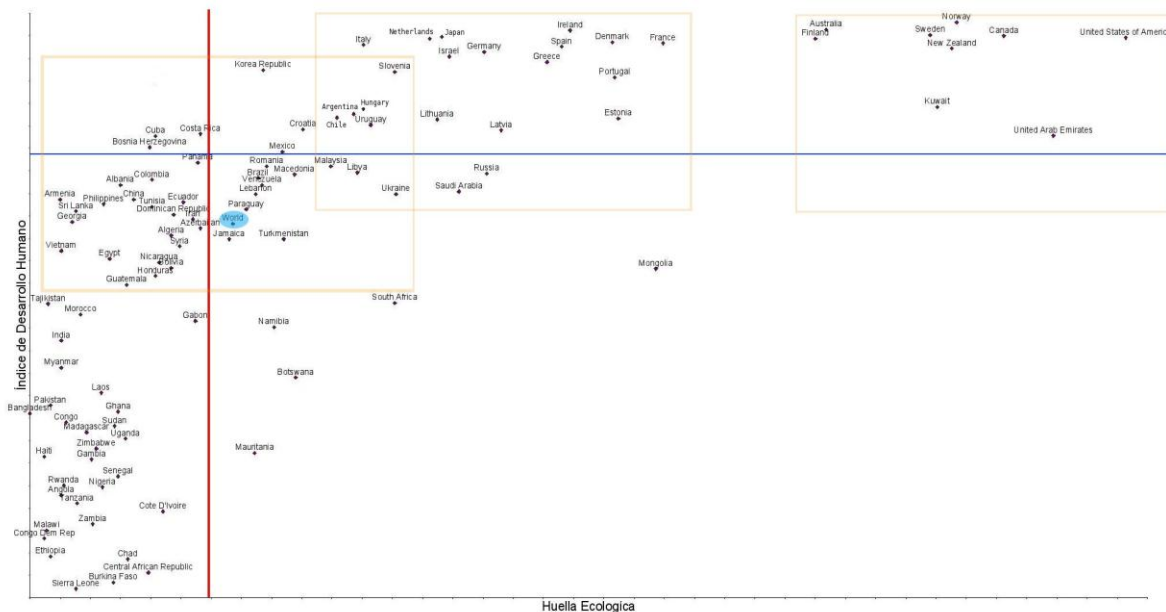 Norway
Ireland
Australia
Netherlands Japan
Sweden
Canada
United States of Americ
Finland
Italy
Spain
Denmark
France
New Zealand
Israel
Germany
Greece
Korea Republic
Slovenia
Portugal
Kuwait
Argentina
Hungary
Chile
Uruguay
Lithuania
Estonia
Croatia
Latvia
United Arab Emirates
Cuba
Costa Rica
Bosnia Herzegovina
Mexico
Panama
Romania
Malaysia
Libya
Russia
Brazil
Macedonia
Colombia
Albania
Venezuela
Lebanon
Ukraine
Saudi Arabia
Armenia
Philippines
China
Tunisia
Ecuador
Sri Lanka
Dominican Republic
Paraguay
Georgia
Iran
World
Azerbaijan
Algeria
Jamaica
Turkmenistan
Syria
Vietnam
Egypt
Nicaragua
Bolivia
Honduras
Mongolia
Guatemala
Tajikistan
South Africa
Morocco
Gabon
Namibia
India
Myanmar
Botswana
Laos
Pakistan
Bangladesh
Ghana
Congo
Sudan
Madagascar
Uganda
Zimbabwe
Haiti
Gambia
Mauritania
Senegal
Rwanda
Nigeria
Angola
Tanzania
Cote D'Ivoire
Zambia
Malawi
Congo Dem Rep
Ethiopia
Chad
Central African Republic
Burkina Faso
Sierra Leone
Índice de Desarrollo Humano
Huella Ecologica